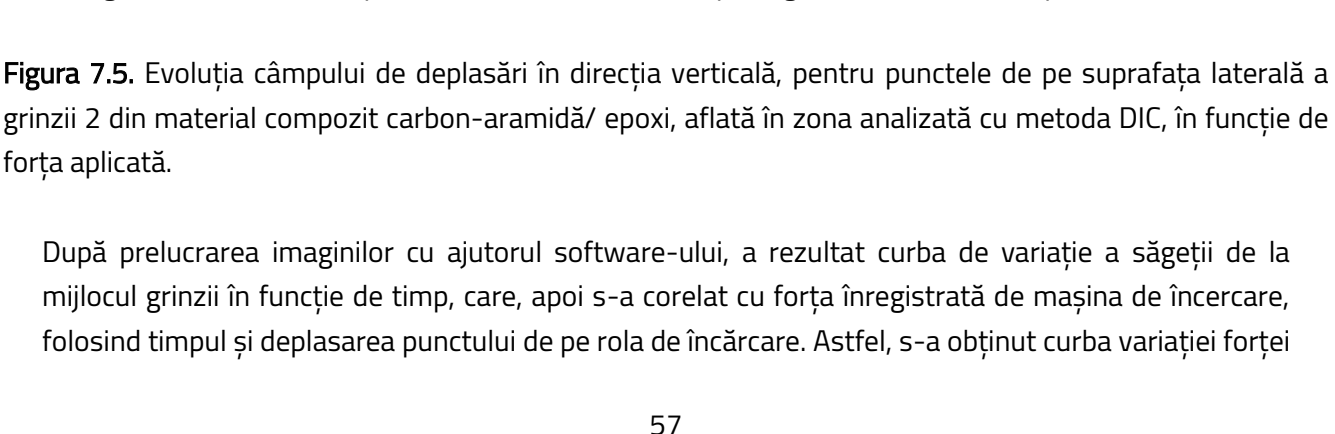 Figura 7.5. Evoluția câmpului de deplasări în direcția verticală, pentru punctele de pe suprafața laterală a
grinzii 2 din material compozit carbon-aramidă/ epoxi, aflată în zona analizată cu metoda DIC, în funcție de
forța aplicată.
După prelucrarea imaginilor cu ajutorul software-ului, a rezultat curba de variație a săgeții de la
mijlocul grinzii în funcție de timp, care, apoi s-a corelat cu forța înregistrată de mașina de încercare,
folosind timpul și deplasarea punctului de pe rola de încărcare. Astfel, s-a obținut curba variației forței
57